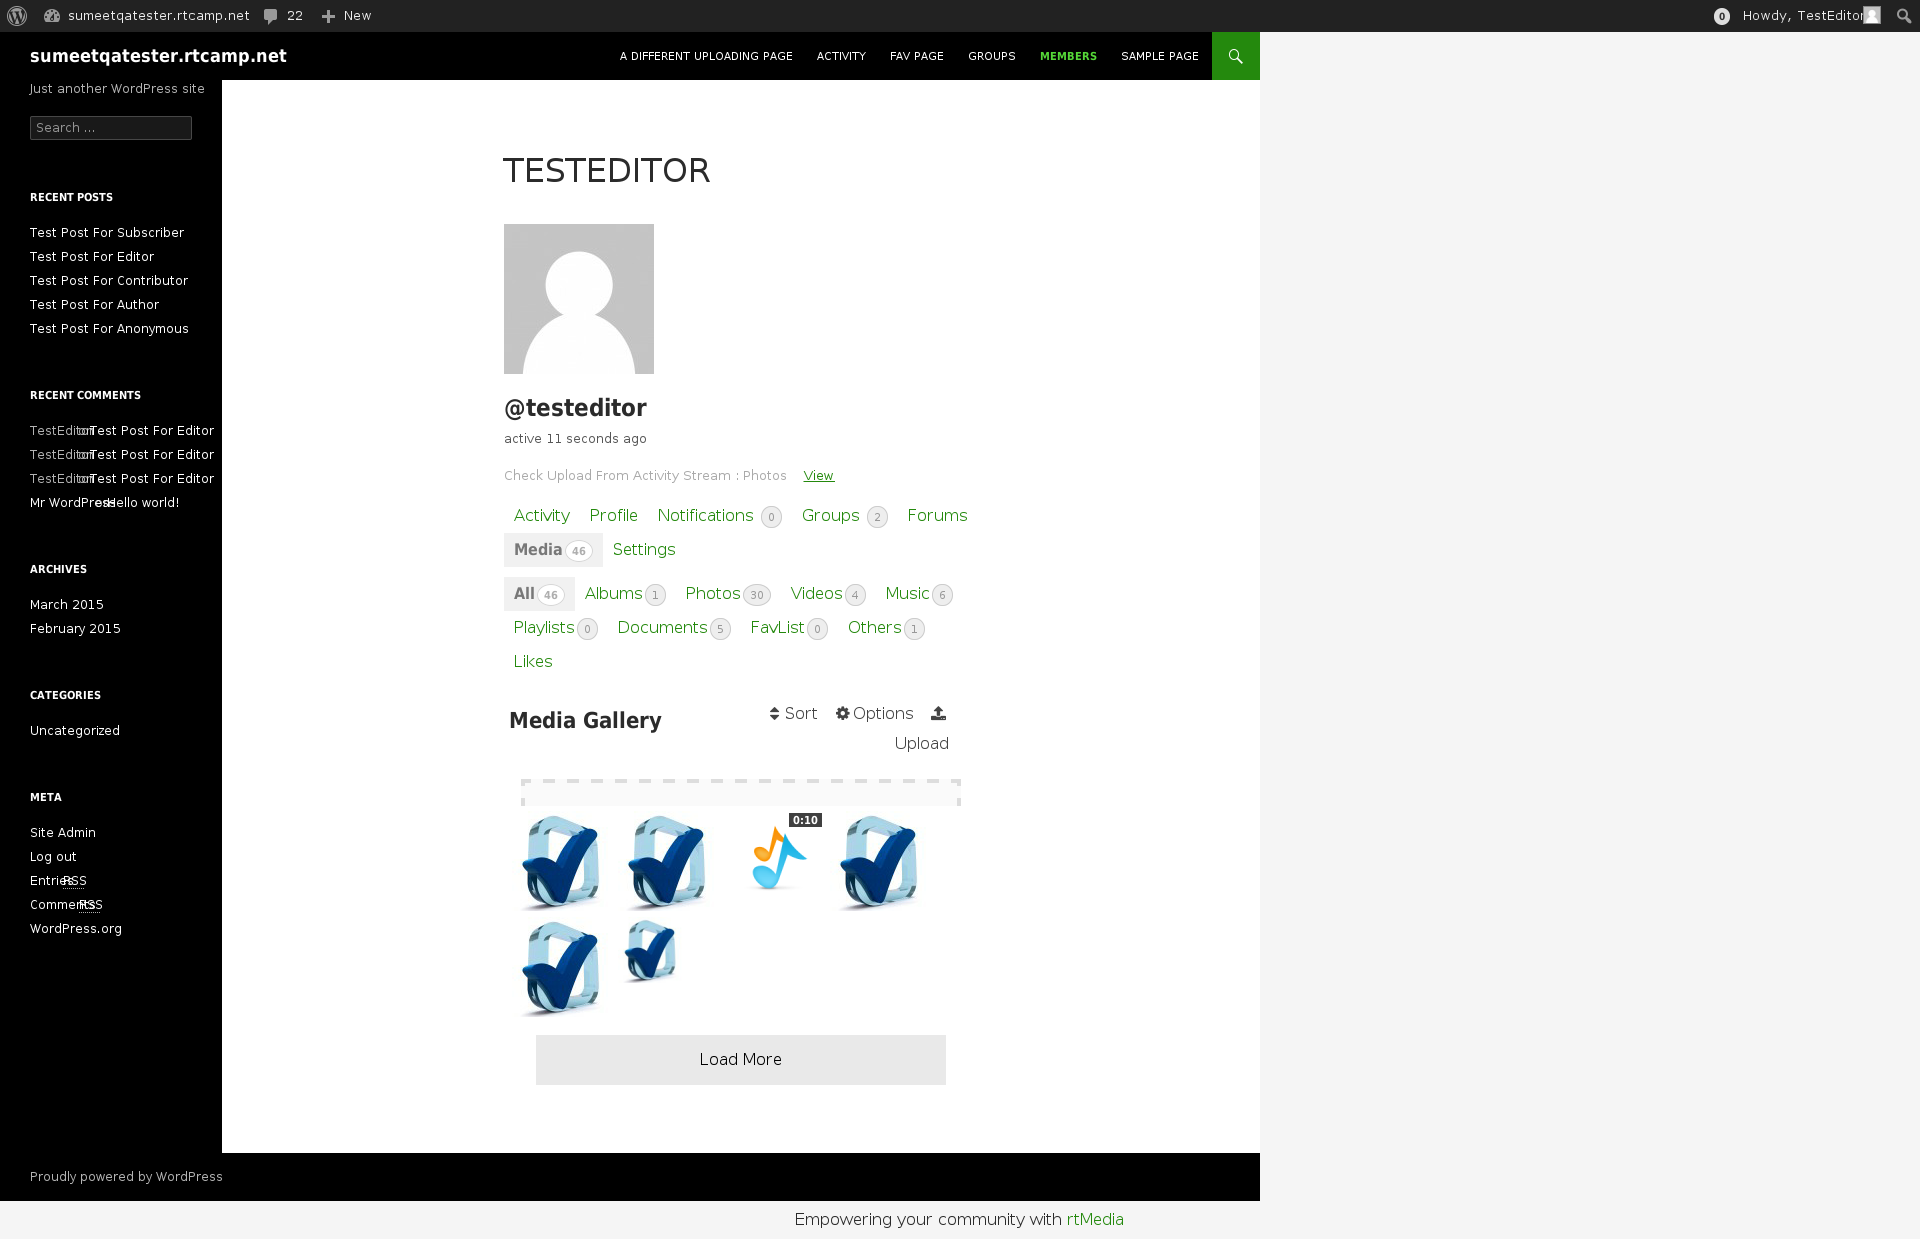 sumeetqatester.rtcamp.net 22 New 0 Howdy, TestEditor
sumeetqatester.rtcamp.net A DIFFERENT UPLOADING PAGE ACTIVITY FAV PAGE GROUPS MEMBERS SAMPLE PAGE
Just another WordPress site
Search ...
RECENT POSTS
Test Post For Subscriber
Test Post For Editor
Test Post For Contributor
Test Post For Author
Test Post For Anonymous
RECENT COMMENTS
TestEditor on Test Post For Editor
TestEditor on Test Post For Editor
TestEditor on Test Post For Editor
Mr WordPress on Hello world!
ARCHIVES
March 2015
February 2015
CATEGORIES
Uncategorized
META
Site Admin
Log out
Entries RSS
Comments RSS
WordPress.org
TESTEDITOR
@testeditor
active 11 seconds ago
Check Upload From Activity Stream : Photos View
Activity Profile Notifications 0 Groups 2 Forums
Media 46 Settings
All 46 Albums 1 Photos 30 Videos 4 Music 6
Playlists 0 Documents 5 FavList 0 Others 1
Likes
Media Gallery Sort Options
Upload
0:10
Load More
Proudly powered by WordPress
Empowering your community with rtMedia